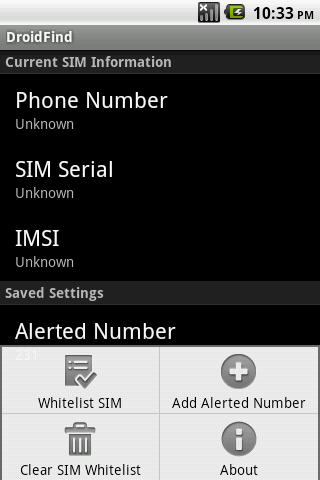 10:33 PM
DroidFind
Current SIM Information
Phone Number
Unknown
SIM Serial
Unknown
IMSI
Unknown
Saved Settings
Alerted Number
231
Whitelist SIM
Add Alerted Number
Clear SIM Whitelist
About